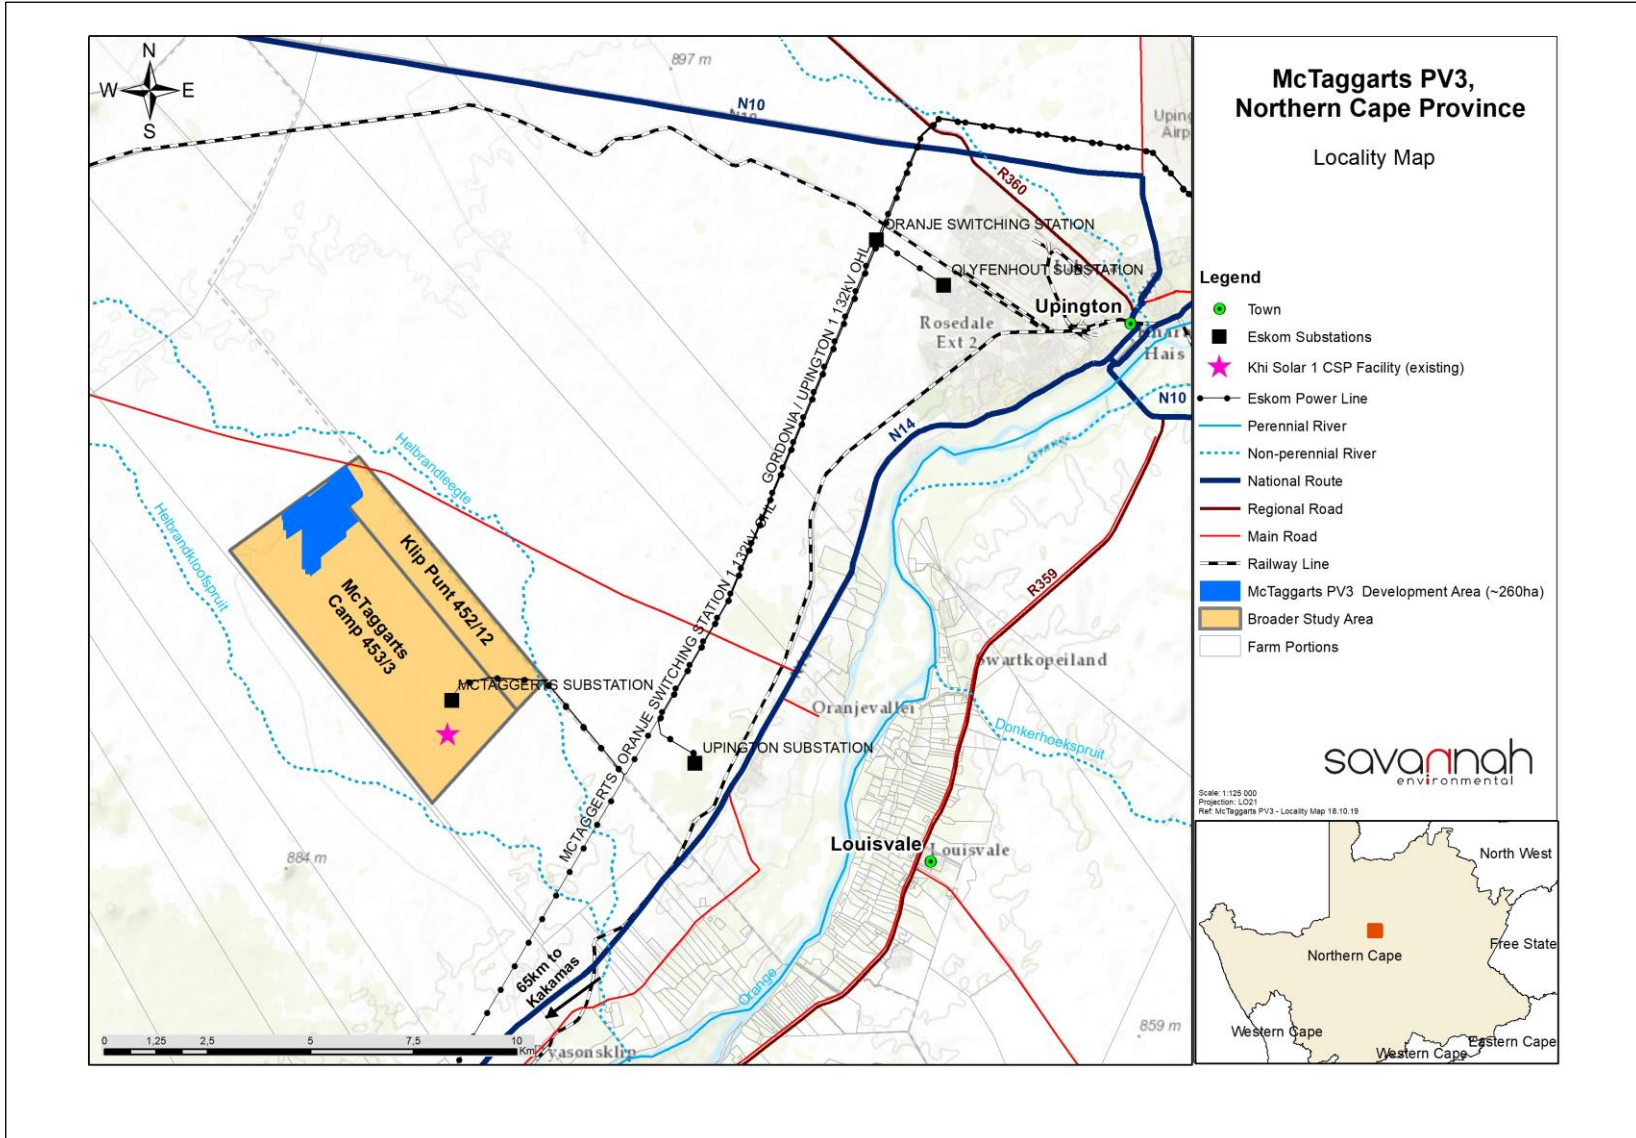 N
W E
S
897 m
N10
Uping
Airp
R360
ORANJE SWITCHING STATION
OLYFENHOUT SUBSTATION
Upington
Rosedale
Ext 2
Hais
N10
N14
Orange
GORDONIA / UPINGTON 1 132kV OHL
MCTAGGERTS / ORANJE SWITCHING STATION 1 132kV OHL
Helbrandleegte
Helbrandkloofspruit
Klip Punt 452/12
McTaggarts
Camp 453/3
MCTAGGERTS SUBSTATION
UPINGTON SUBSTATION
R359
Swartkopeiland
Oranjevallei
Donkerhoekspruit
Louisvale
Louisvale
884 m
65km to
Kakamas
Orange
859 m
0 1,25 2,5 5 7,5 10
Km
McTaggarts PV3,
Northern Cape Province
Locality Map
Legend
Town
Eskom Substations
Khi Solar 1 CSP Facility (existing)
Eskom Power Line
Perennial River
Non-perennial River
National Route
Regional Road
Main Road
Railway Line
McTaggarts PV3 Development Area (~260ha)
Broader Study Area
Farm Portions
savannah
environmental
Scale: 1:125 000
Projection: LO21
Ref: McTaggarts PV3 - Locality Map 18.10.19
North West
Free State
Northern Cape
Western Cape
Eastern Cape
Western Cape